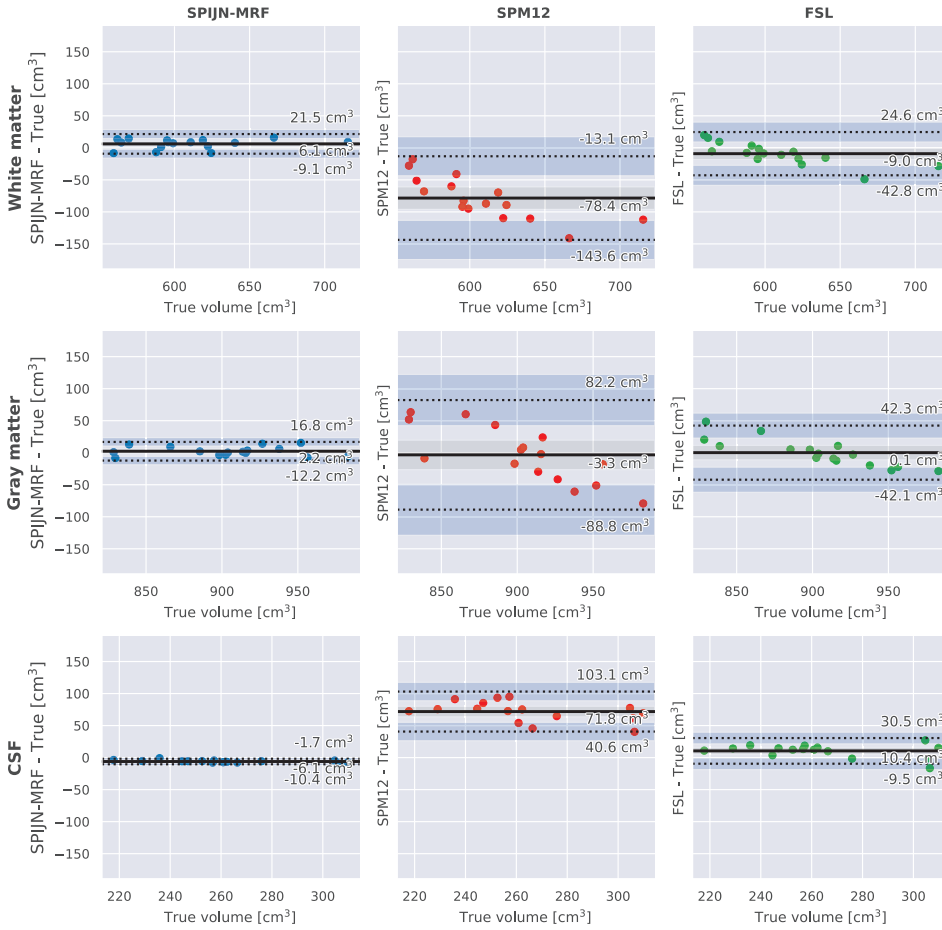 SPIJN-MRF
SPM12
FSL
White matter
SPIJN-MRF - True [cm³]
150
100
50
0
−50
−100
−150
21.5 cm³
6.1 cm³
-9.1 cm³
600
650
700
True volume [cm³]
SPM12 - True [cm³]
-13.1 cm³
-78.4 cm³
-143.6 cm³
600
650
700
True volume [cm³]
FSL - True [cm³]
24.6 cm³
-9.0 cm³
-42.8 cm³
600
650
700
True volume [cm³]
Gray matter
SPIJN-MRF - True [cm³]
150
100
50
0
−50
−100
−150
16.8 cm³
2.2 cm³
-12.2 cm³
850
900
950
True volume [cm³]
SPM12 - True [cm³]
82.2 cm³
-3.3 cm³
-88.8 cm³
850
900
950
True volume [cm³]
FSL - True [cm³]
42.3 cm³
0.1 cm³
-42.1 cm³
850
900
950
True volume [cm³]
CSF
SPIJN-MRF - True [cm³]
150
100
50
0
−50
−100
−150
-1.7 cm³
-6.1 cm³
-10.4 cm³
220
240
260
280
300
True volume [cm³]
SPM12 - True [cm³]
103.1 cm³
71.8 cm³
40.6 cm³
220
240
260
280
300
True volume [cm³]
FSL - True [cm³]
30.5 cm³
10.4 cm³
-9.5 cm³
220
240
260
280
300
True volume [cm³]